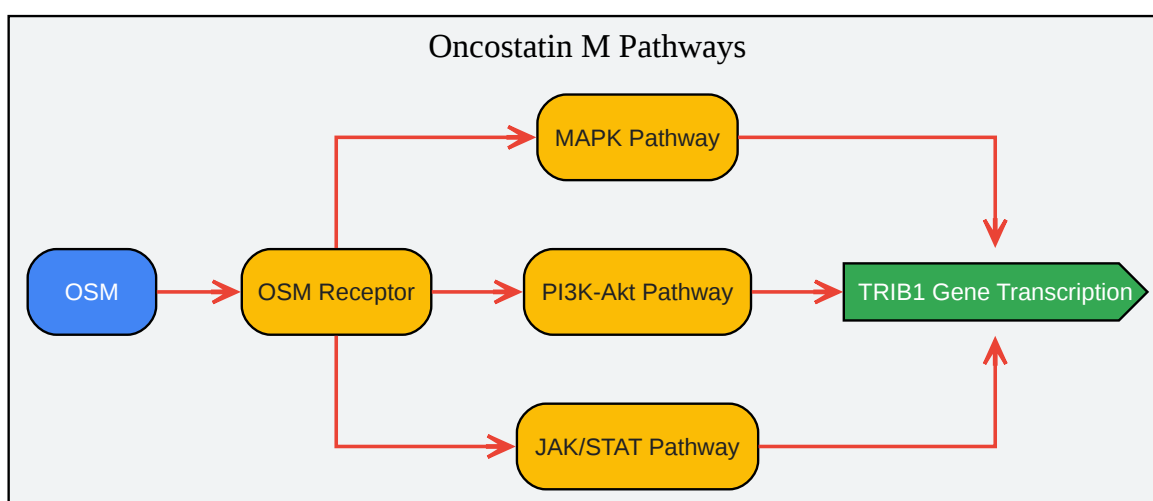 Oncostatin M Pathways
MAPK Pathway
OSM
OSM Receptor
PI3K-Akt Pathway
TRIB1 Gene Transcription
JAK/STAT Pathway